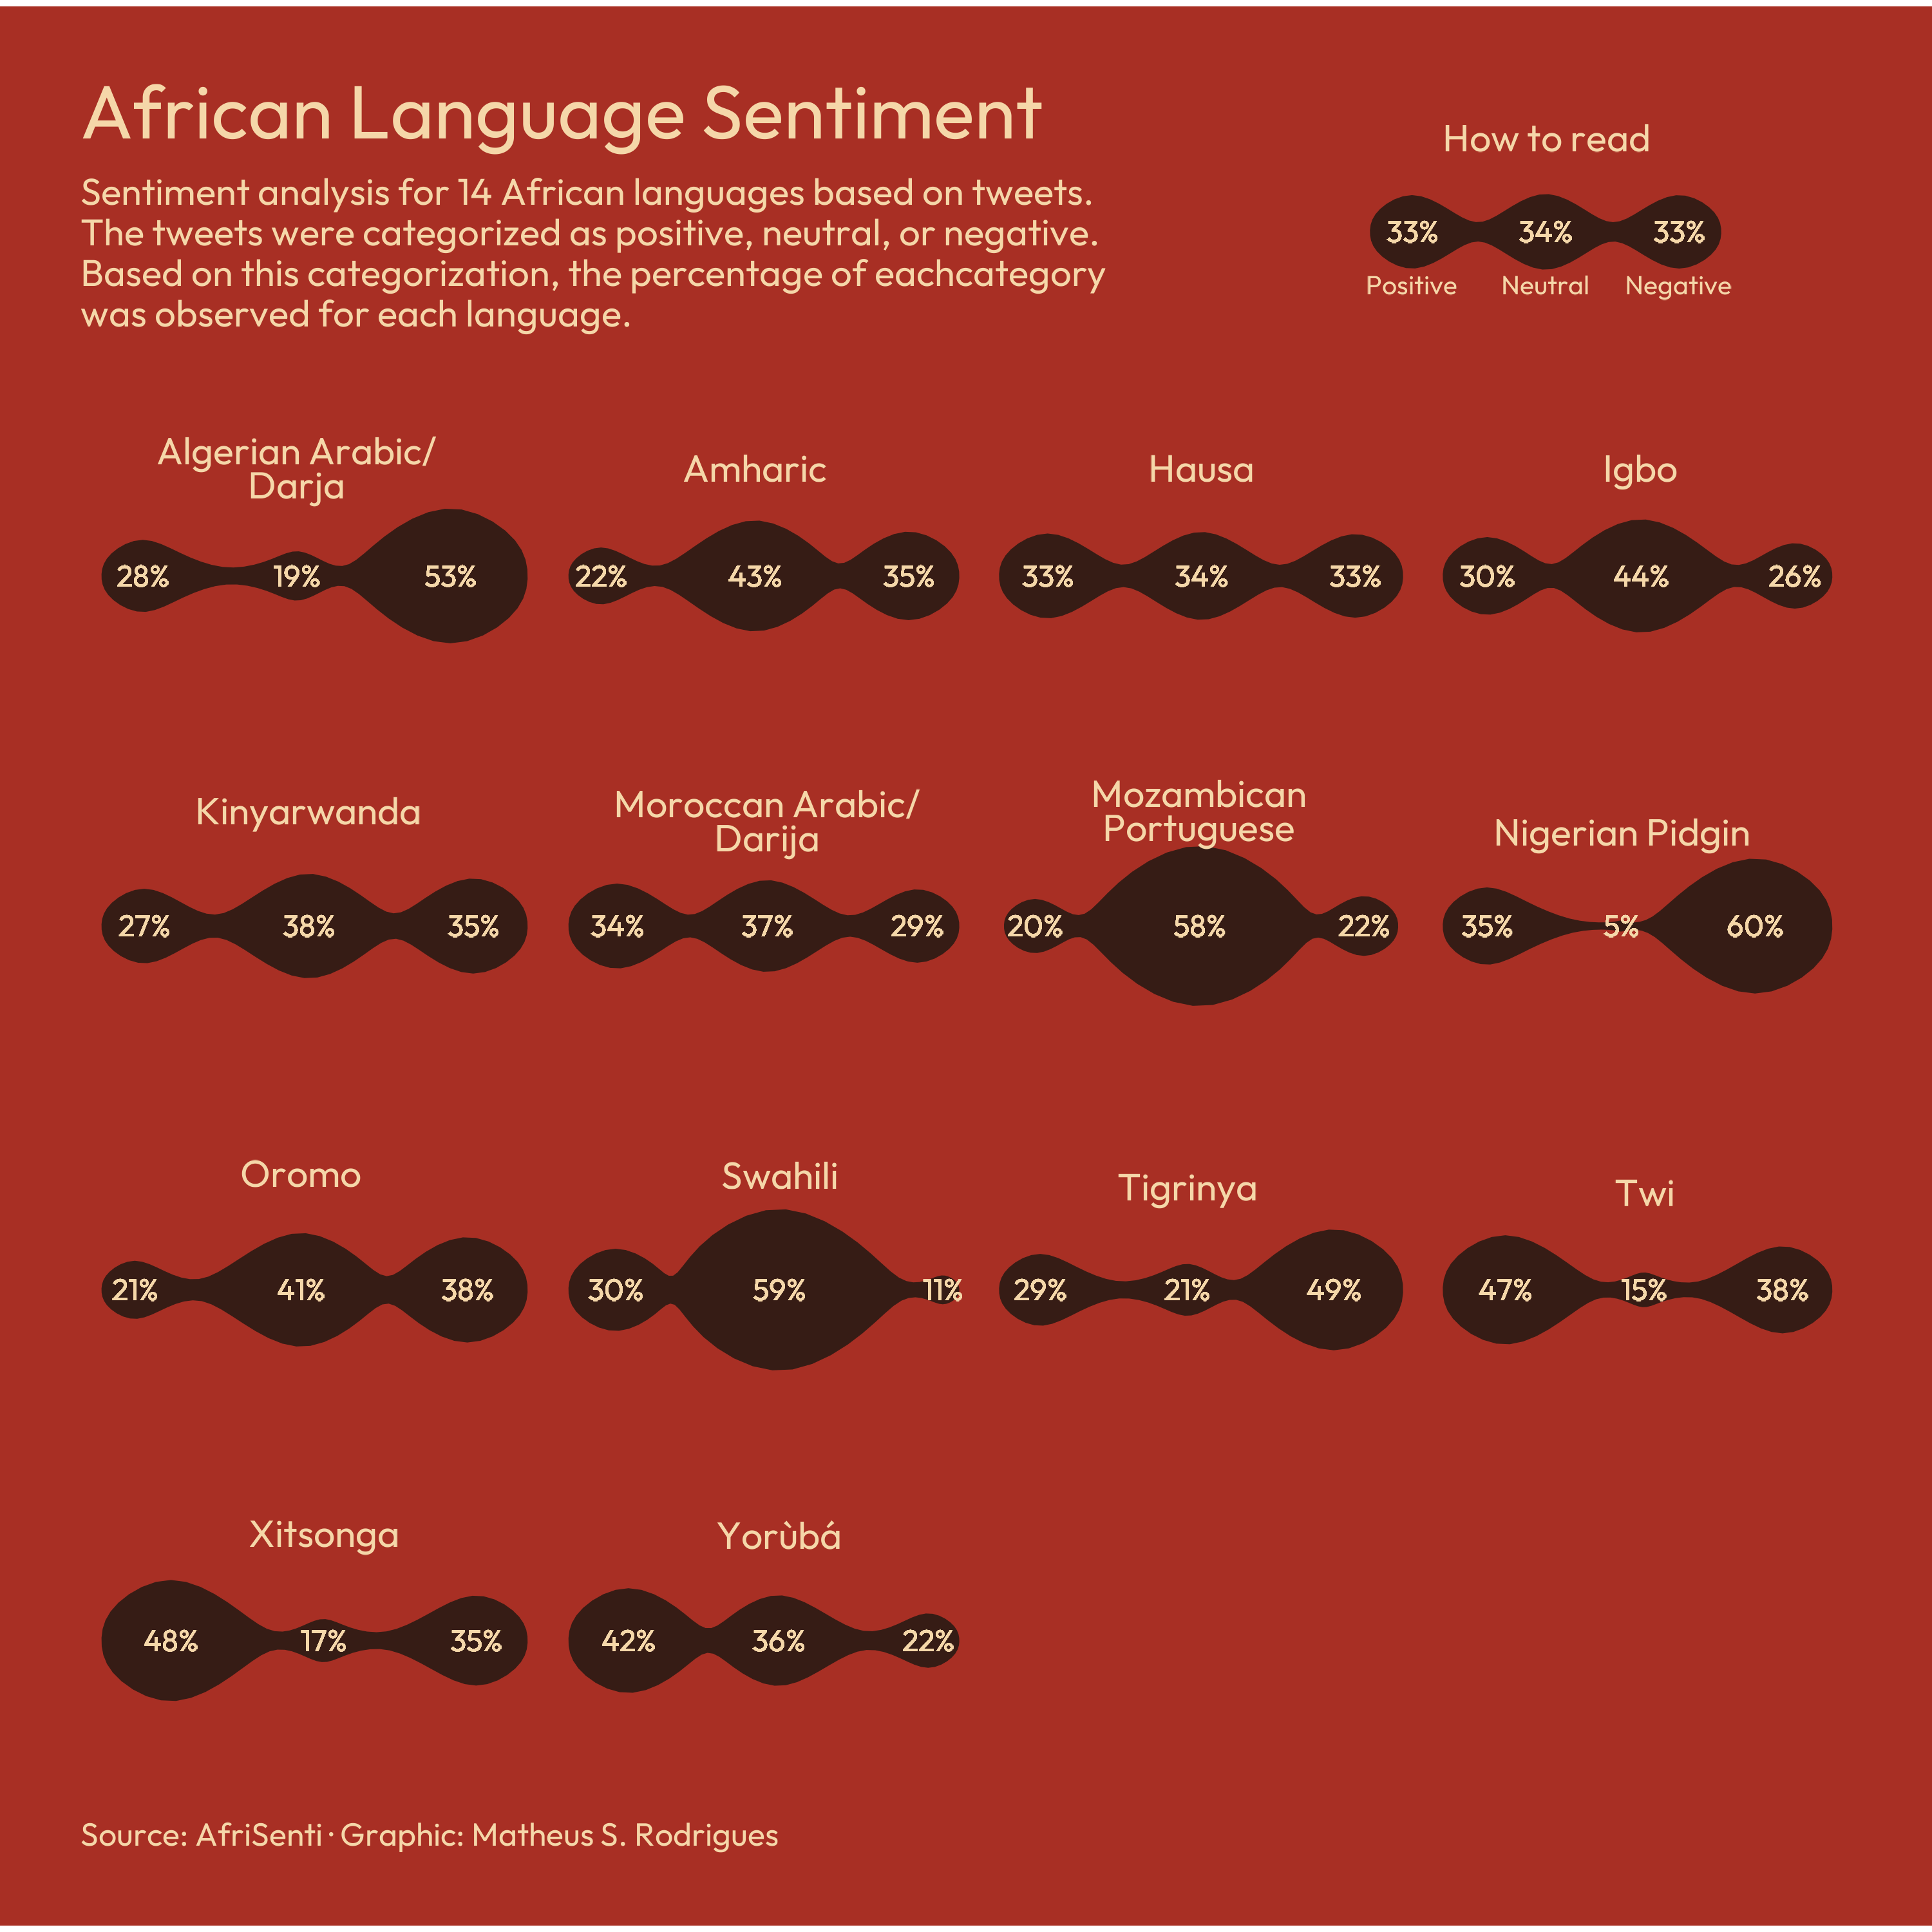 African Language Sentiment
Sentiment analysis for 14 African languages based on tweets.
The tweets were categorized as positive, neutral, or negative.
Based on this categorization, the percentage of eachcategory
was observed for each language.
How to read
33% 34% 33%
Positive Neutral Negative
Algerian Arabic/
Darja
28% 19% 53%
Amharic
22% 43% 35%
Hausa
33% 34% 33%
Igbo
30% 44% 26%
Kinyarwanda
27% 38% 35%
Moroccan Arabic/
Darija
34% 37% 29%
Mozambican
Portuguese
20% 58% 22%
Nigerian Pidgin
35% 5% 60%
Oromo
21% 41% 38%
Swahili
30% 59% 11%
Tigrinya
29% 21% 49%
Twi
47% 15% 38%
Xitsonga
48% 17% 35%
Yorùbá
42% 36% 22%
Source: AfriSenti · Graphic: Matheus S. Rodrigues